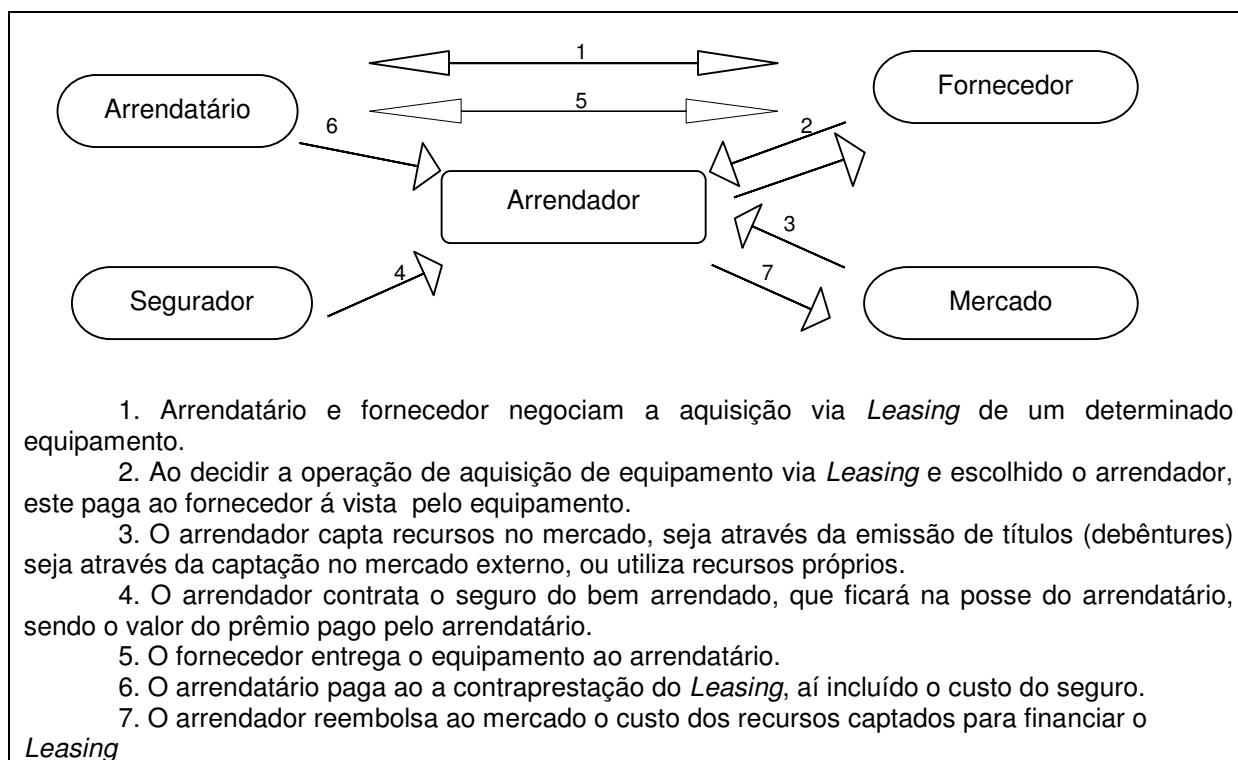 1
Fornecedor
Arrendatário
5
6
2
Arrendador
3
4
7
Segurador
Mercado
1. Arrendatário e fornecedor negociam a aquisição via Leasing de um determinado
equipamento.
2. Ao decidir a operação de aquisição de equipamento via Leasing e escolhido o arrendador,
este paga ao fornecedor á vista pelo equipamento.
3. O arrendador capta recursos no mercado, seja através da emissão de títulos (debêntures)
seja através da captação no mercado externo, ou utiliza recursos próprios.
4. O arrendador contrata o seguro do bem arrendado, que ficará na posse do arrendatário,
sendo o valor do prêmio pago pelo arrendatário.
5. O fornecedor entrega o equipamento ao arrendatário.
6. O arrendatário paga ao a contraprestação do Leasing, aí incluído o custo do seguro.
7. O arrendador reembolsa ao mercado o custo dos recursos captados para financiar o
Leasing